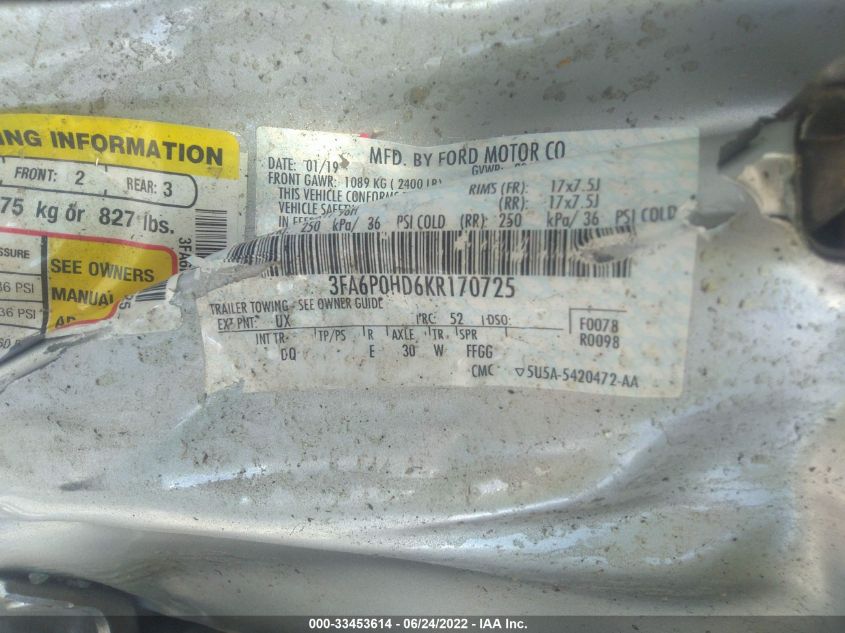 NG INFORMATION
FRONT: 2
REAR: 3
75 kg or 827 lbs.
SSURE
SEE OWNERS
36 PSI
MANUAL
36 PSI
3FA6
MFD. BY FORD MOTOR CO
DATE: 01/19
GVWR:
FRONT GAWR: 1089 KG ( 2400 LB)
RIMS (FR): 17x7.5J
THIS VEHICLE CONFORMS
(RR): 17x7.5J
VEHICLE SAFE
250 kPa/ 36 PSI COLD (RR): 250 kPa/ 36 PSI COLD
3FA6P0HD6KR170725
TRAILER TOWING - SEE OWNER GUIDE
EXT PNT: UX RC: 52 DSO:
F0078
INT TR: TP/PS R AXLE TR SPR
R0098
DQ E 30 W FFGG
CMC ▽5U5A-5420472-AA
000-33453614 - 06/24/2022 - IAA Inc.